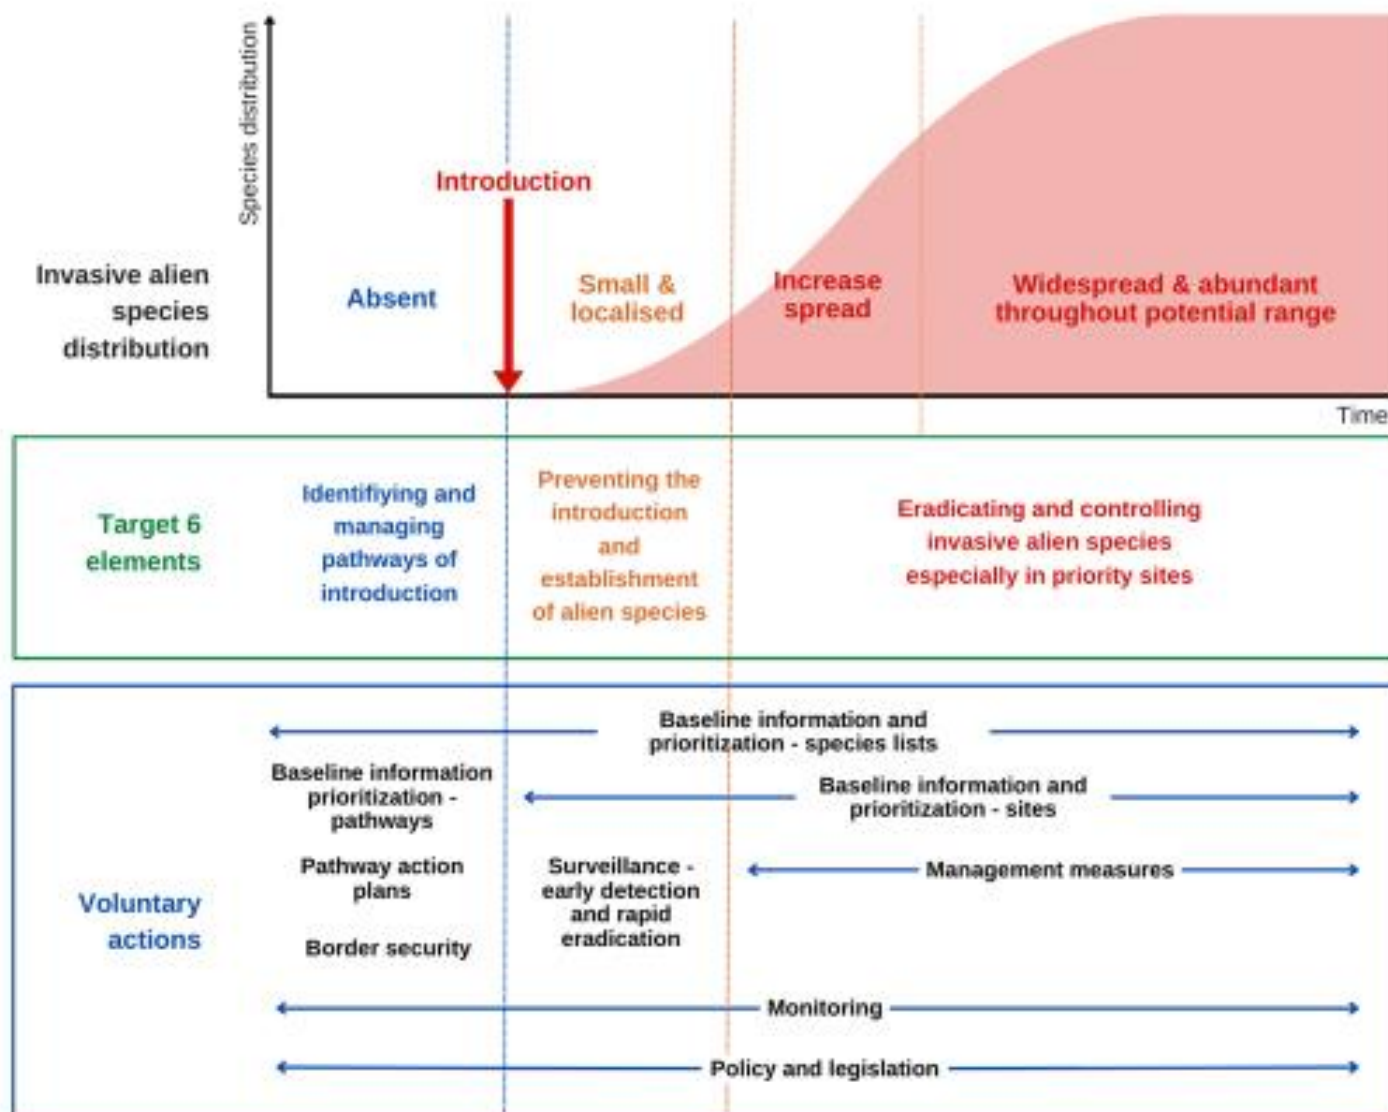 Species distribution
Introduction
Invasive alien
species
distribution
Absent
Small &
localised
Increase
spread
Widespread & abundant
throughout potential range
Time
Target 6
elements
Identifiying and
managing
pathways of
introduction
Preventing the
introduction
and
establishment
of alien species
Eradicating and controlling
invasive alien species
especially in priority sites
Voluntary
actions
Baseline information and
prioritization - species lists
Baseline information
prioritization -
pathways
Baseline information and
prioritization - sites
Pathway action
plans
Surveillance -
early detection
and rapid
eradication
Management measures
Border security
Monitoring
Policy and legislation